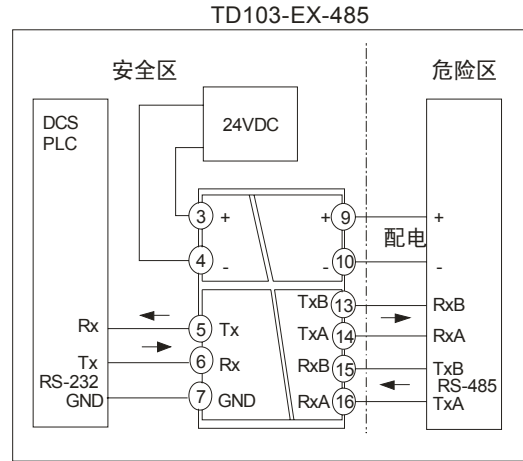 TD103-EX-485
安全区
危险区
DCS
PLC
24VDC
3 + + 9 +
配电
4 - - 10 -
TxB 13 RxB
Rx 5 Tx TxA 14 RxA
Tx 6 Rx RxB 15 TxB
RS-232 RS-485
GND 7 GND RxA 16 TxA